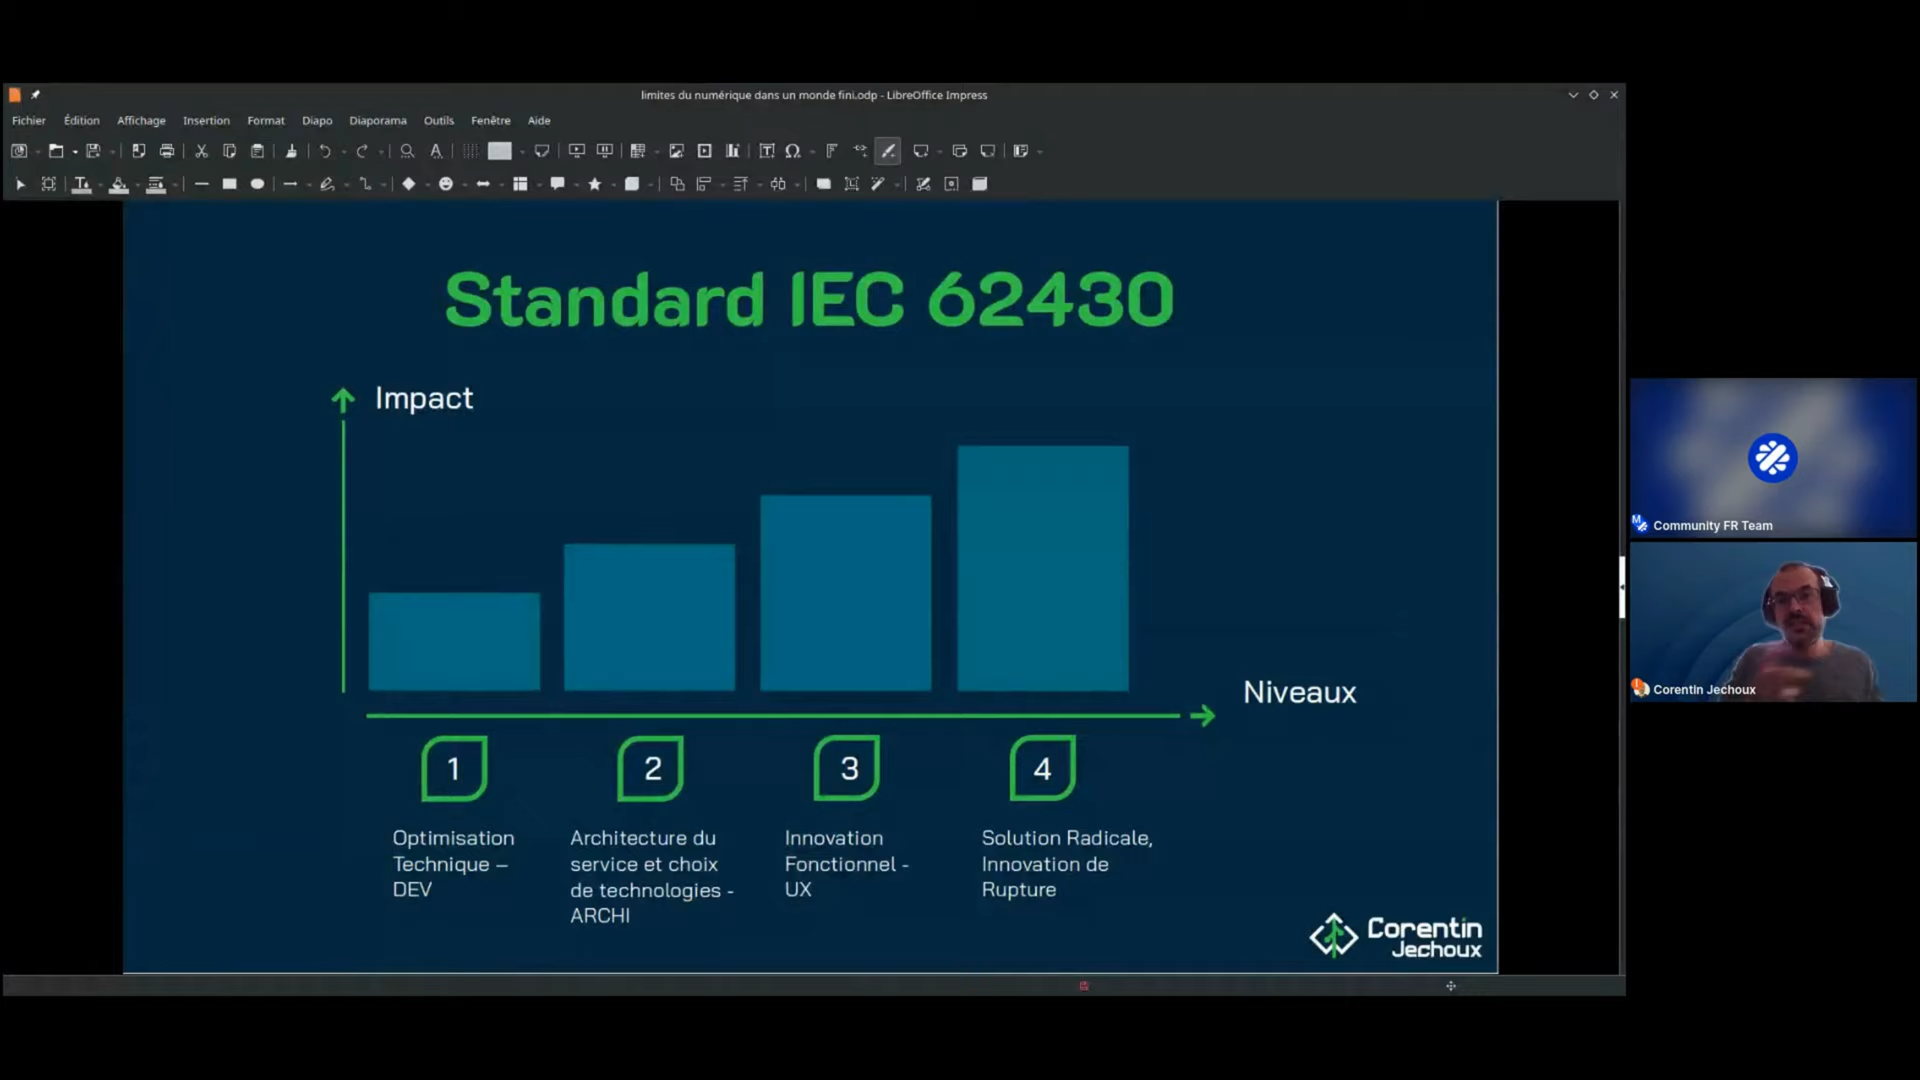 limites du numérique dans un monde fini.odp - LibreOffice Impress
Fichier Édition Affichage Insertion Format Diapo Diaporama Outils Fenêtre Aide
Standard IEC 62430
Impact
Niveaux
1
2
3
4
Optimisation
Technique –
DEV
Architecture du
service et choix
de technologies -
ARCHI
Innovation
Fonctionnel -
UX
Solution Radicale,
Innovation de
Rupture
Corentin
Jechoux
Community FR Team
Corentin Jechoux